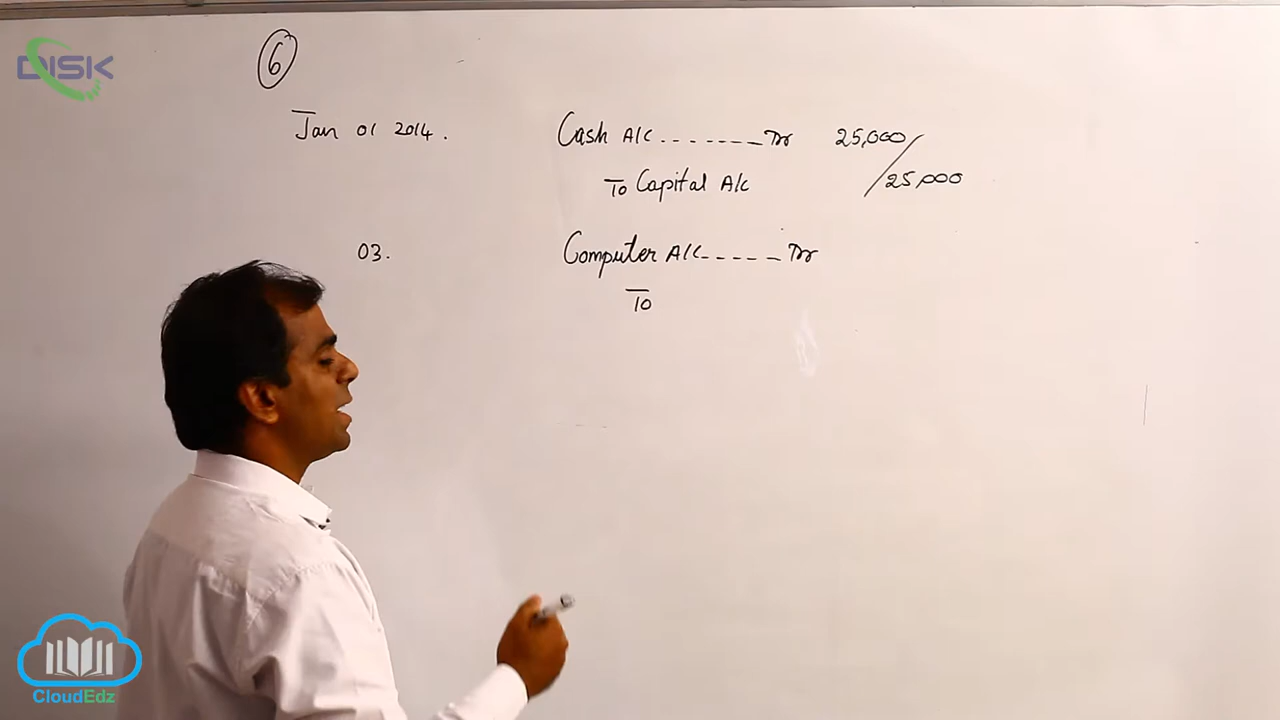 DISK
6
Jan 01 2014. Cash A/c ------- Dr 25,000/
To Capital A/c /25,000
03. Computer A/c ----- Dr
To
CloudEdz